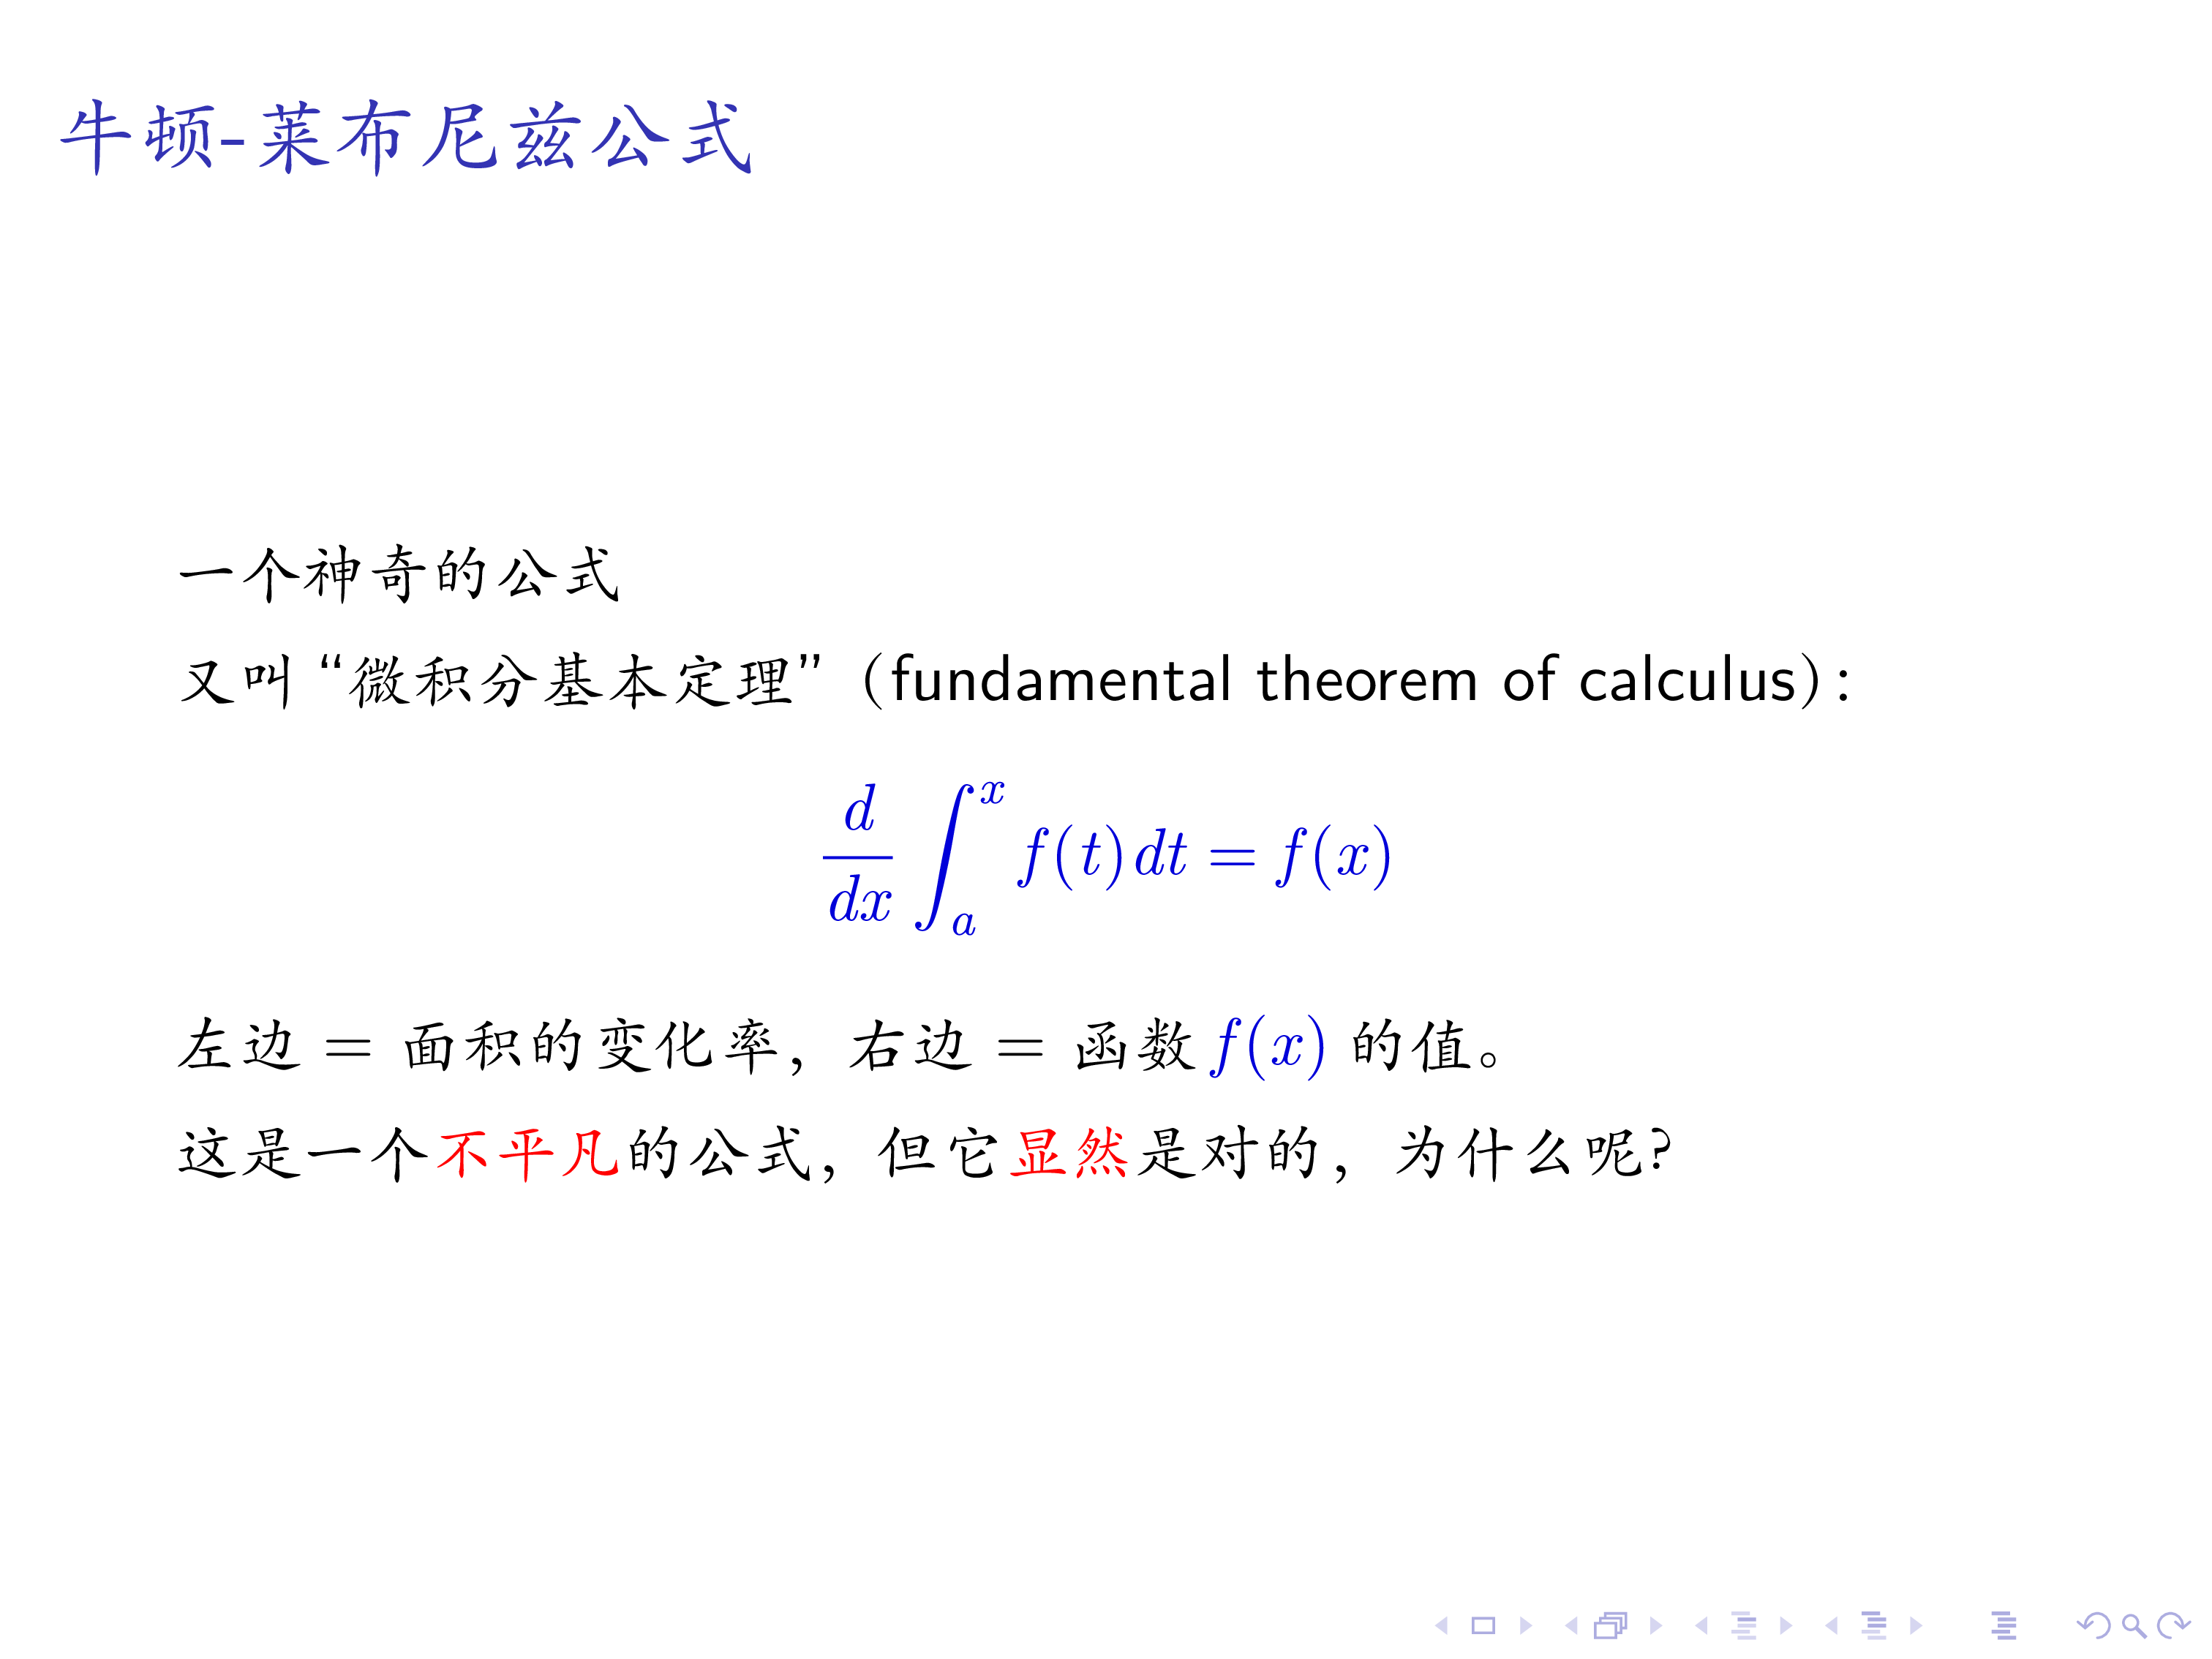 牛顿-莱布尼兹公式
一个神奇的公式
又叫“微积分基本定理”(fundamental theorem of calculus):
\frac{d}{dx} \int_a^x f(t)dt = f(x)
左边 = 面积的变化率，右边 = 函数 f(x) 的值。
这是一个不平凡的公式，但它显然是对的，为什么呢?